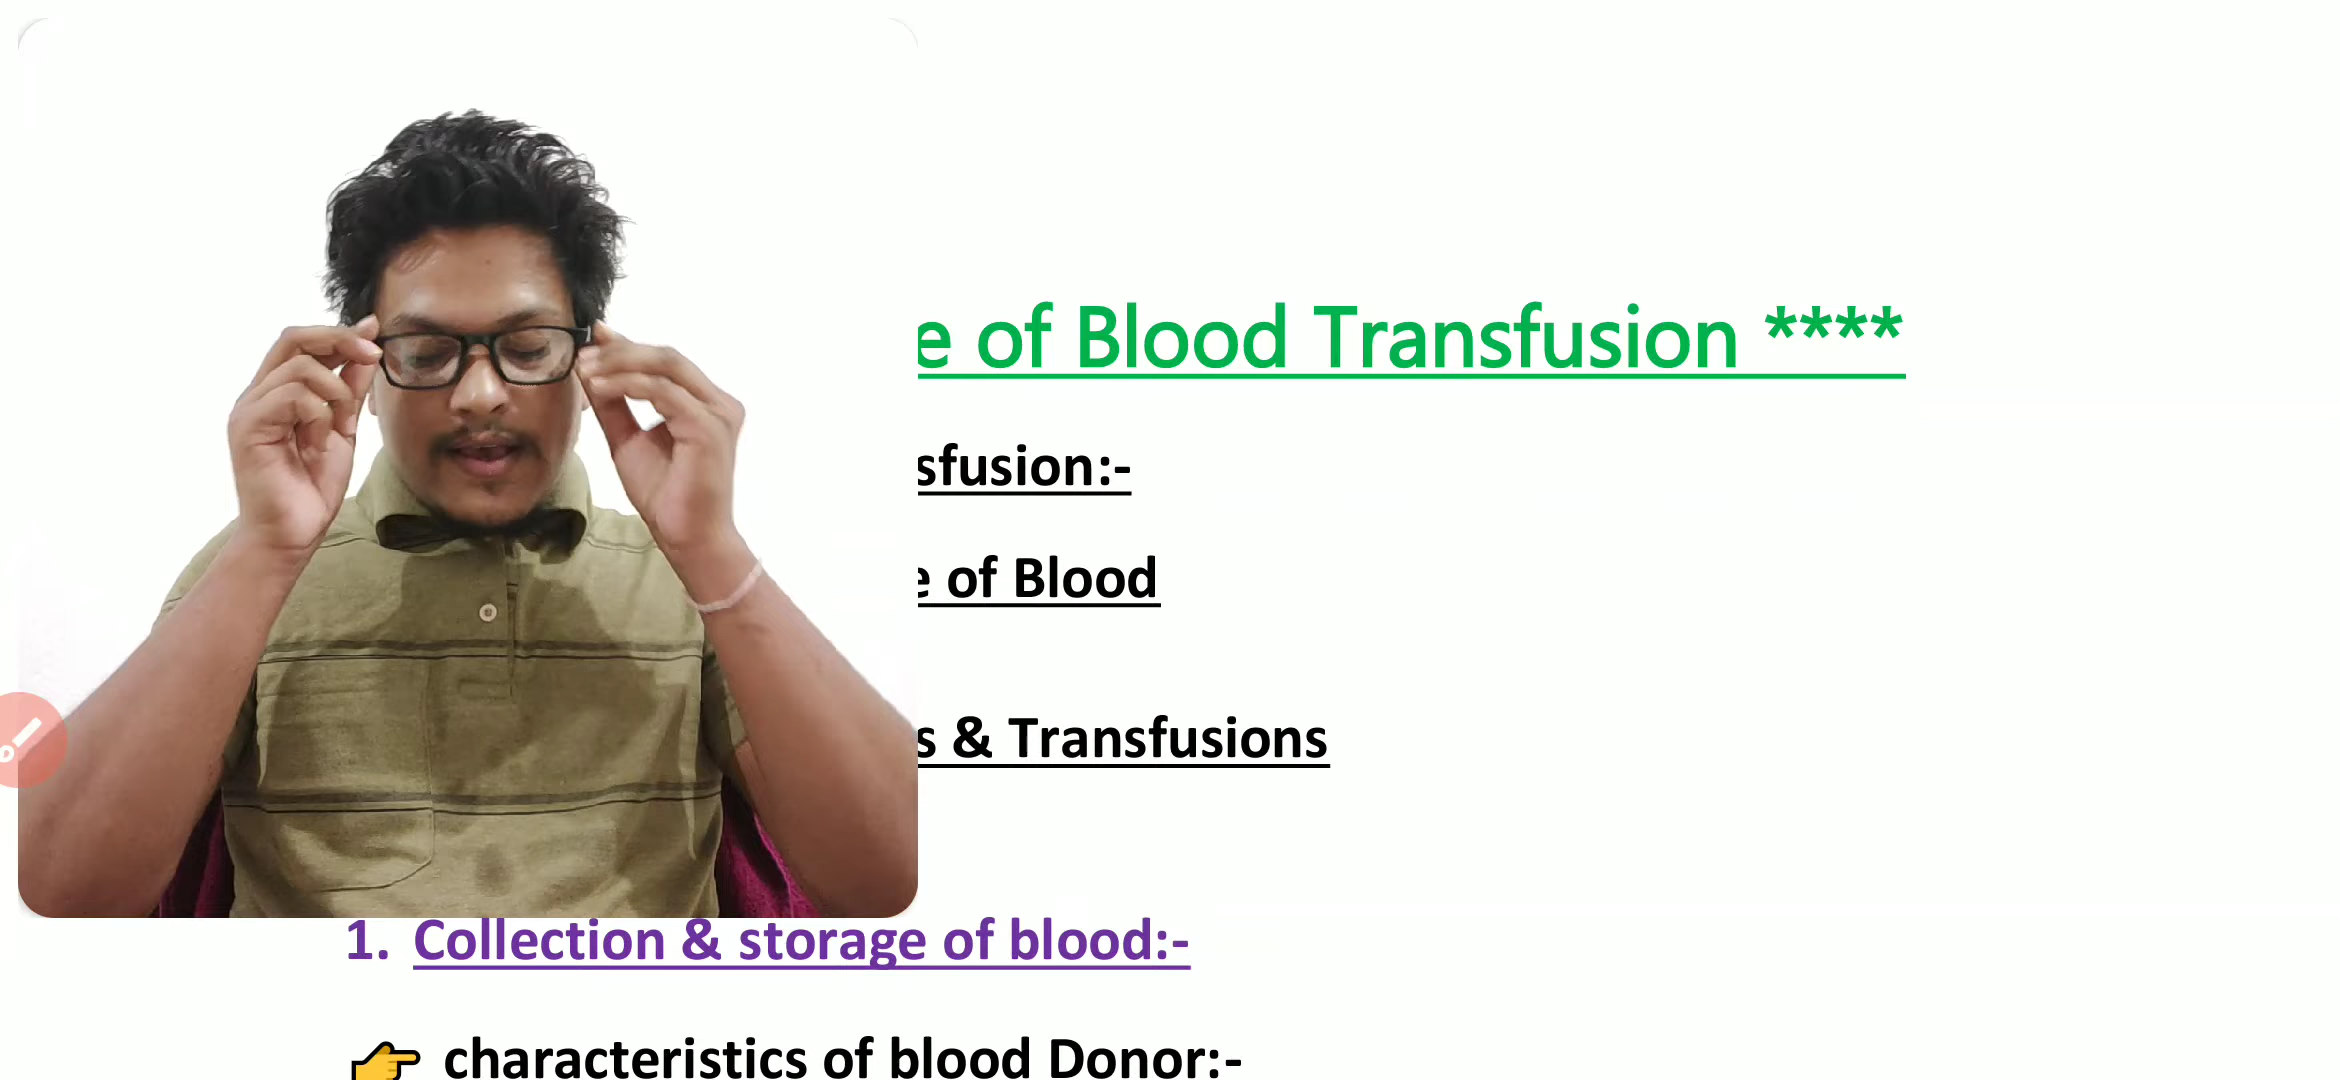 e of Blood Transfusion ****
sfusion:-
e of Blood
s & Transfusions
1. Collection & storage of blood:-
👉 characteristics of blood Donor:-